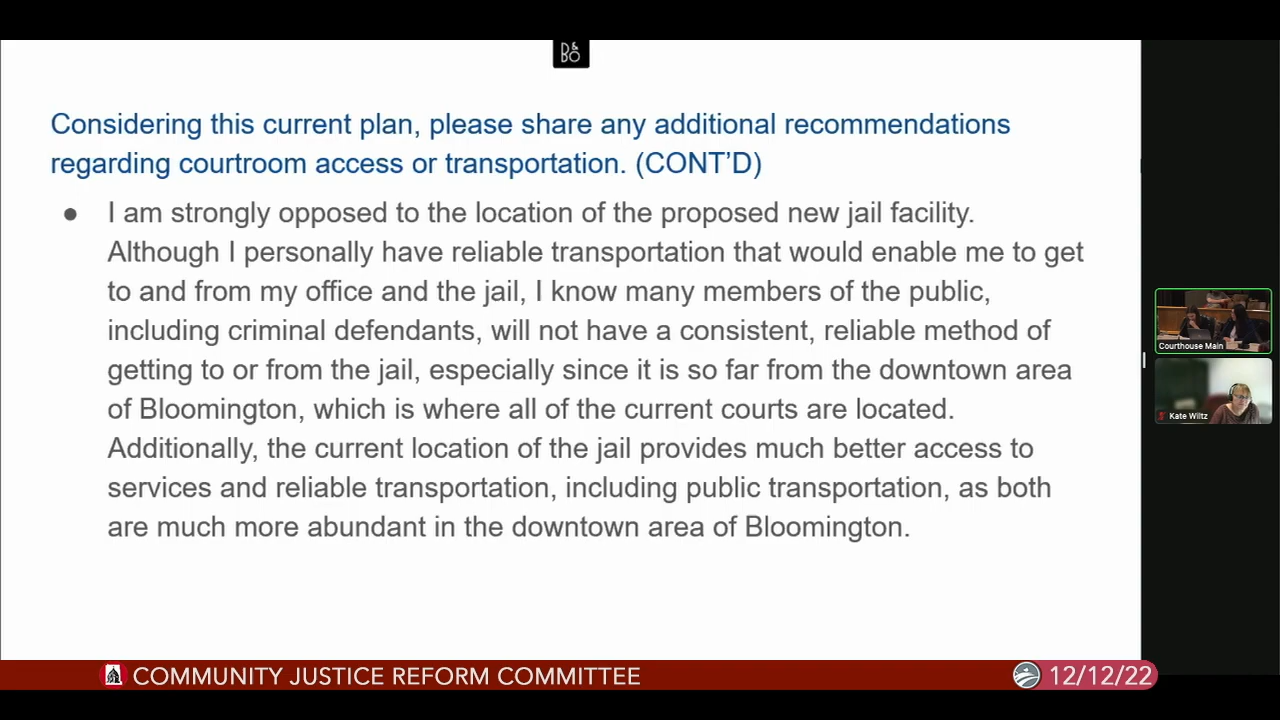 D&
BO
Considering this current plan, please share any additional recommendations
regarding courtroom access or transportation. (CONT’D)
● I am strongly opposed to the location of the proposed new jail facility.
Although I personally have reliable transportation that would enable me to get
to and from my office and the jail, I know many members of the public,
including criminal defendants, will not have a consistent, reliable method of
getting to or from the jail, especially since it is so far from the downtown area
of Bloomington, which is where all of the current courts are located.
Additionally, the current location of the jail provides much better access to
services and reliable transportation, including public transportation, as both
are much more abundant in the downtown area of Bloomington.
Courthouse Main
Kate Wiltz
COMMUNITY JUSTICE REFORM COMMITTEE
12/12/22